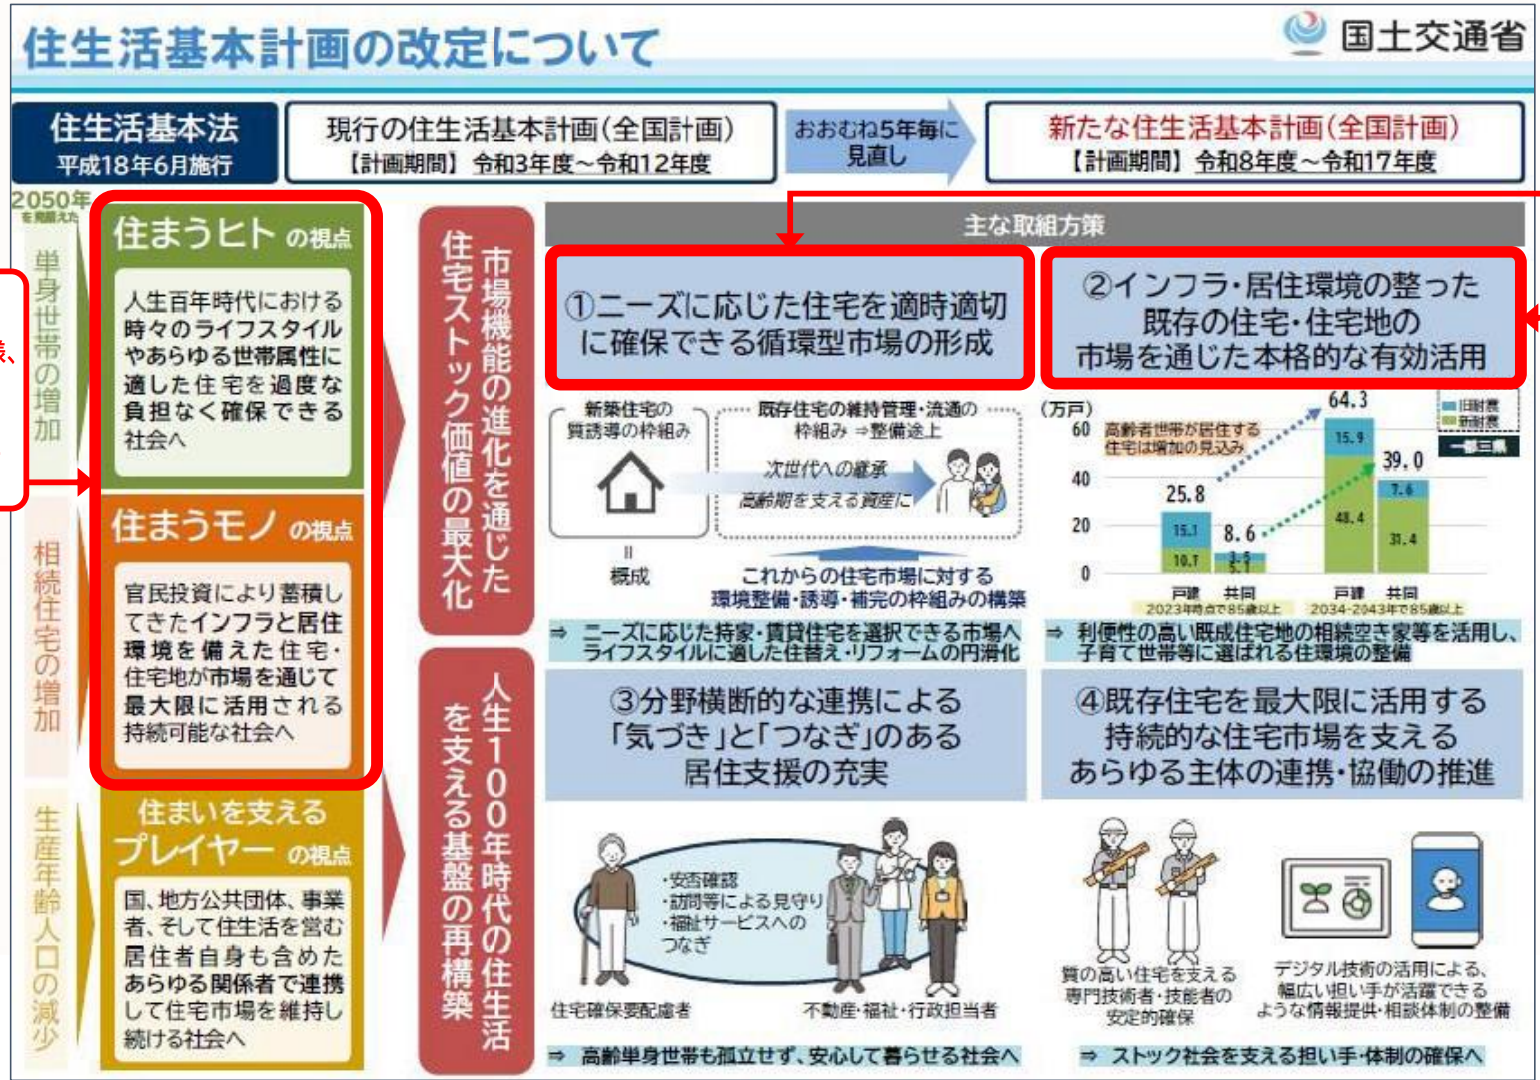 住生活基本計画の改定について
国土交通省
住生活基本法
平成18年6月施行
現行の住生活基本計画(全国計画)
【計画期間】令和3年度～令和12年度
おおむね5年毎に
見直し
新たな住生活基本計画(全国計画)
【計画期間】令和8年度～令和17年度
2050年
を見据えた
単身世帯の増加
相続住宅の増加
生産年齢人口の減少
住まうヒト の視点
人生百年時代における
時々のライフスタイル
やあらゆる世帯属性に
適した住宅を過度な
負担なく確保できる
社会へ
住まうモノ の視点
官民投資により蓄積し
てきたインフラと居住
環境を備えた住宅・
住宅地が市場を通じて
最大限に活用される
持続可能な社会へ
住まいを支える
プレイヤー の視点
国、地方公共団体、事業
者、そして住生活を営む
居住者自身も含めた
あらゆる関係者で連携
して住宅市場を維持し
続ける社会へ
市場機能の進化を通じた
住宅ストック価値の最大化
人生100年時代の住生活
を支える基盤の再構築
主な取組方策
①ニーズに応じた住宅を適時適切
に確保できる循環型市場の形成
新築住宅の
質誘導の枠組み
既存住宅の維持管理・流通の
枠組み ⇒整備途上
次世代への継承
高齢期を支える資産に
＝
概成
これからの住宅市場に対する
環境整備・誘導・補完の枠組みの構築
⇒ ニーズに応じた持家・賃貸住宅を選択できる市場へ
ライフスタイルに適した住替え・リフォームの円滑化
②インフラ・居住環境の整った
既存の住宅・住宅地の
市場を通じた本格的な有効活用
(万戸)
高齢者世帯が居住する
住宅は増加の見込み
旧耐震
新耐震
一都三県
60
40
20
0
25.8
15.1
10.7
8.6
3.5
5.1
64.3
15.9
48.4
39.0
7.6
31.4
戸建 共同
2023年時点で85歳以上
戸建 共同
2034-2043年で85歳以上
⇒ 利便性の高い既成住宅地の相続空き家等を活用し、
子育て世帯等に選ばれる住環境の整備
③分野横断的な連携による
「気づき」と「つなぎ」のある
居住支援の充実
・安否確認
・訪問等による見守り
・福祉サービスへの
つなぎ
住宅確保要配慮者
不動産・福祉・行政担当者
⇒ 高齢単身世帯も孤立せず、安心して暮らせる社会へ
④既存住宅を最大限に活用する
持続的な住宅市場を支える
あらゆる主体の連携・協働の推進
質の高い住宅を支える
専門技術者・技能者の
安定的確保
デジタル技術の活用による、
幅広い担い手が活躍できる
ような情報提供・相談体制の整備
⇒ ストック社会を支える担い手・体制の確保へ